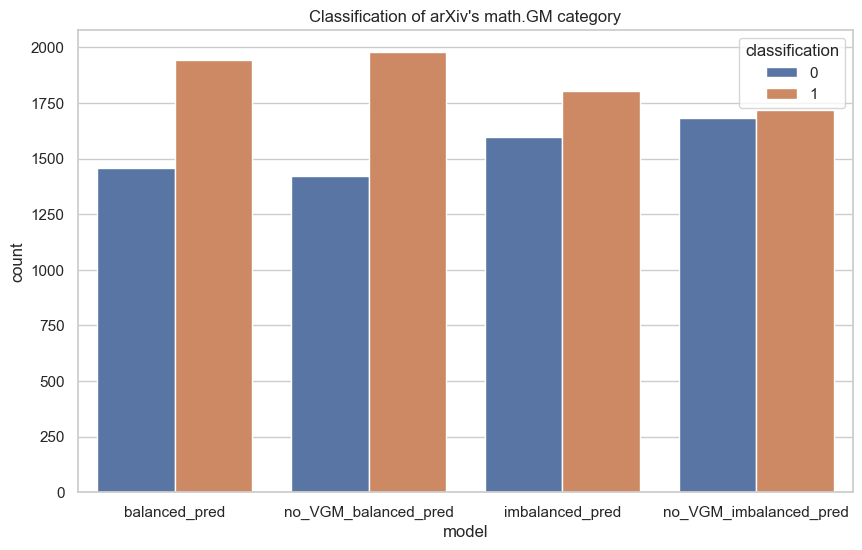 Classification of arXiv's math.GM category
classification
0
1
2000
1750
1500
1250
1000
750
500
250
0
count
balanced_pred
no_VGM_balanced_pred
imbalanced_pred
no_VGM_imbalanced_pred
model